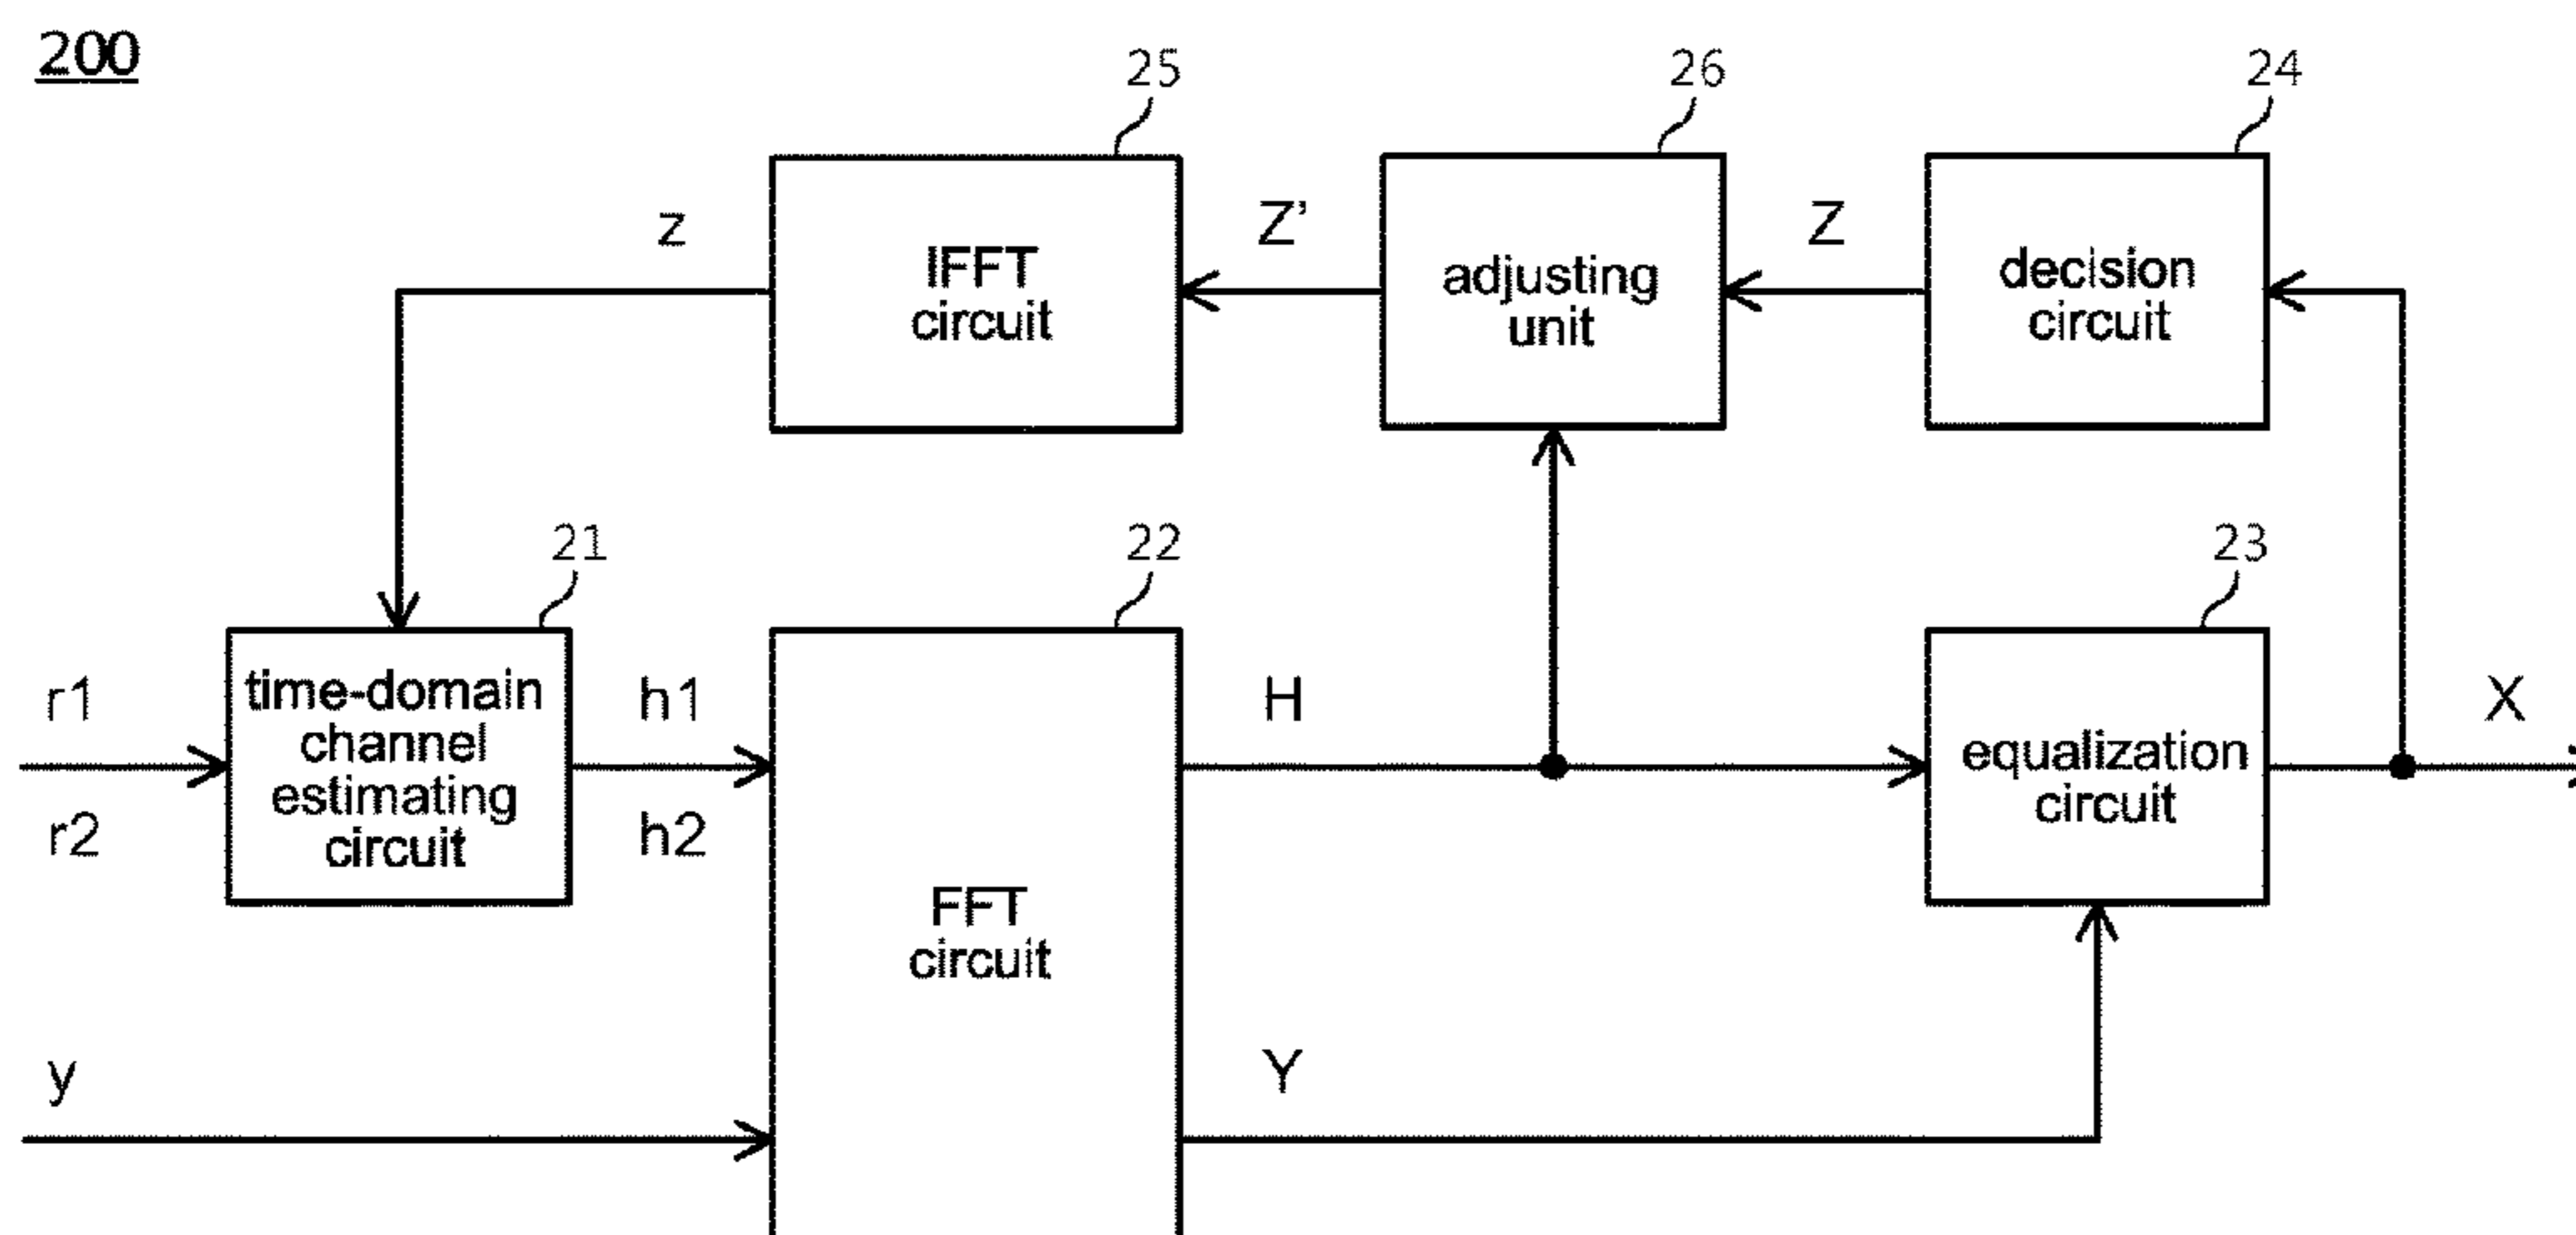 200
25
26
24
z
IFFT
circuit
Z’
adjusting
unit
Z
decision
circuit
21
22
23
r1
r2
time-domain
channel
estimating
circuit
h1
h2
FFT
circuit
H
equalization
circuit
X
y
Y